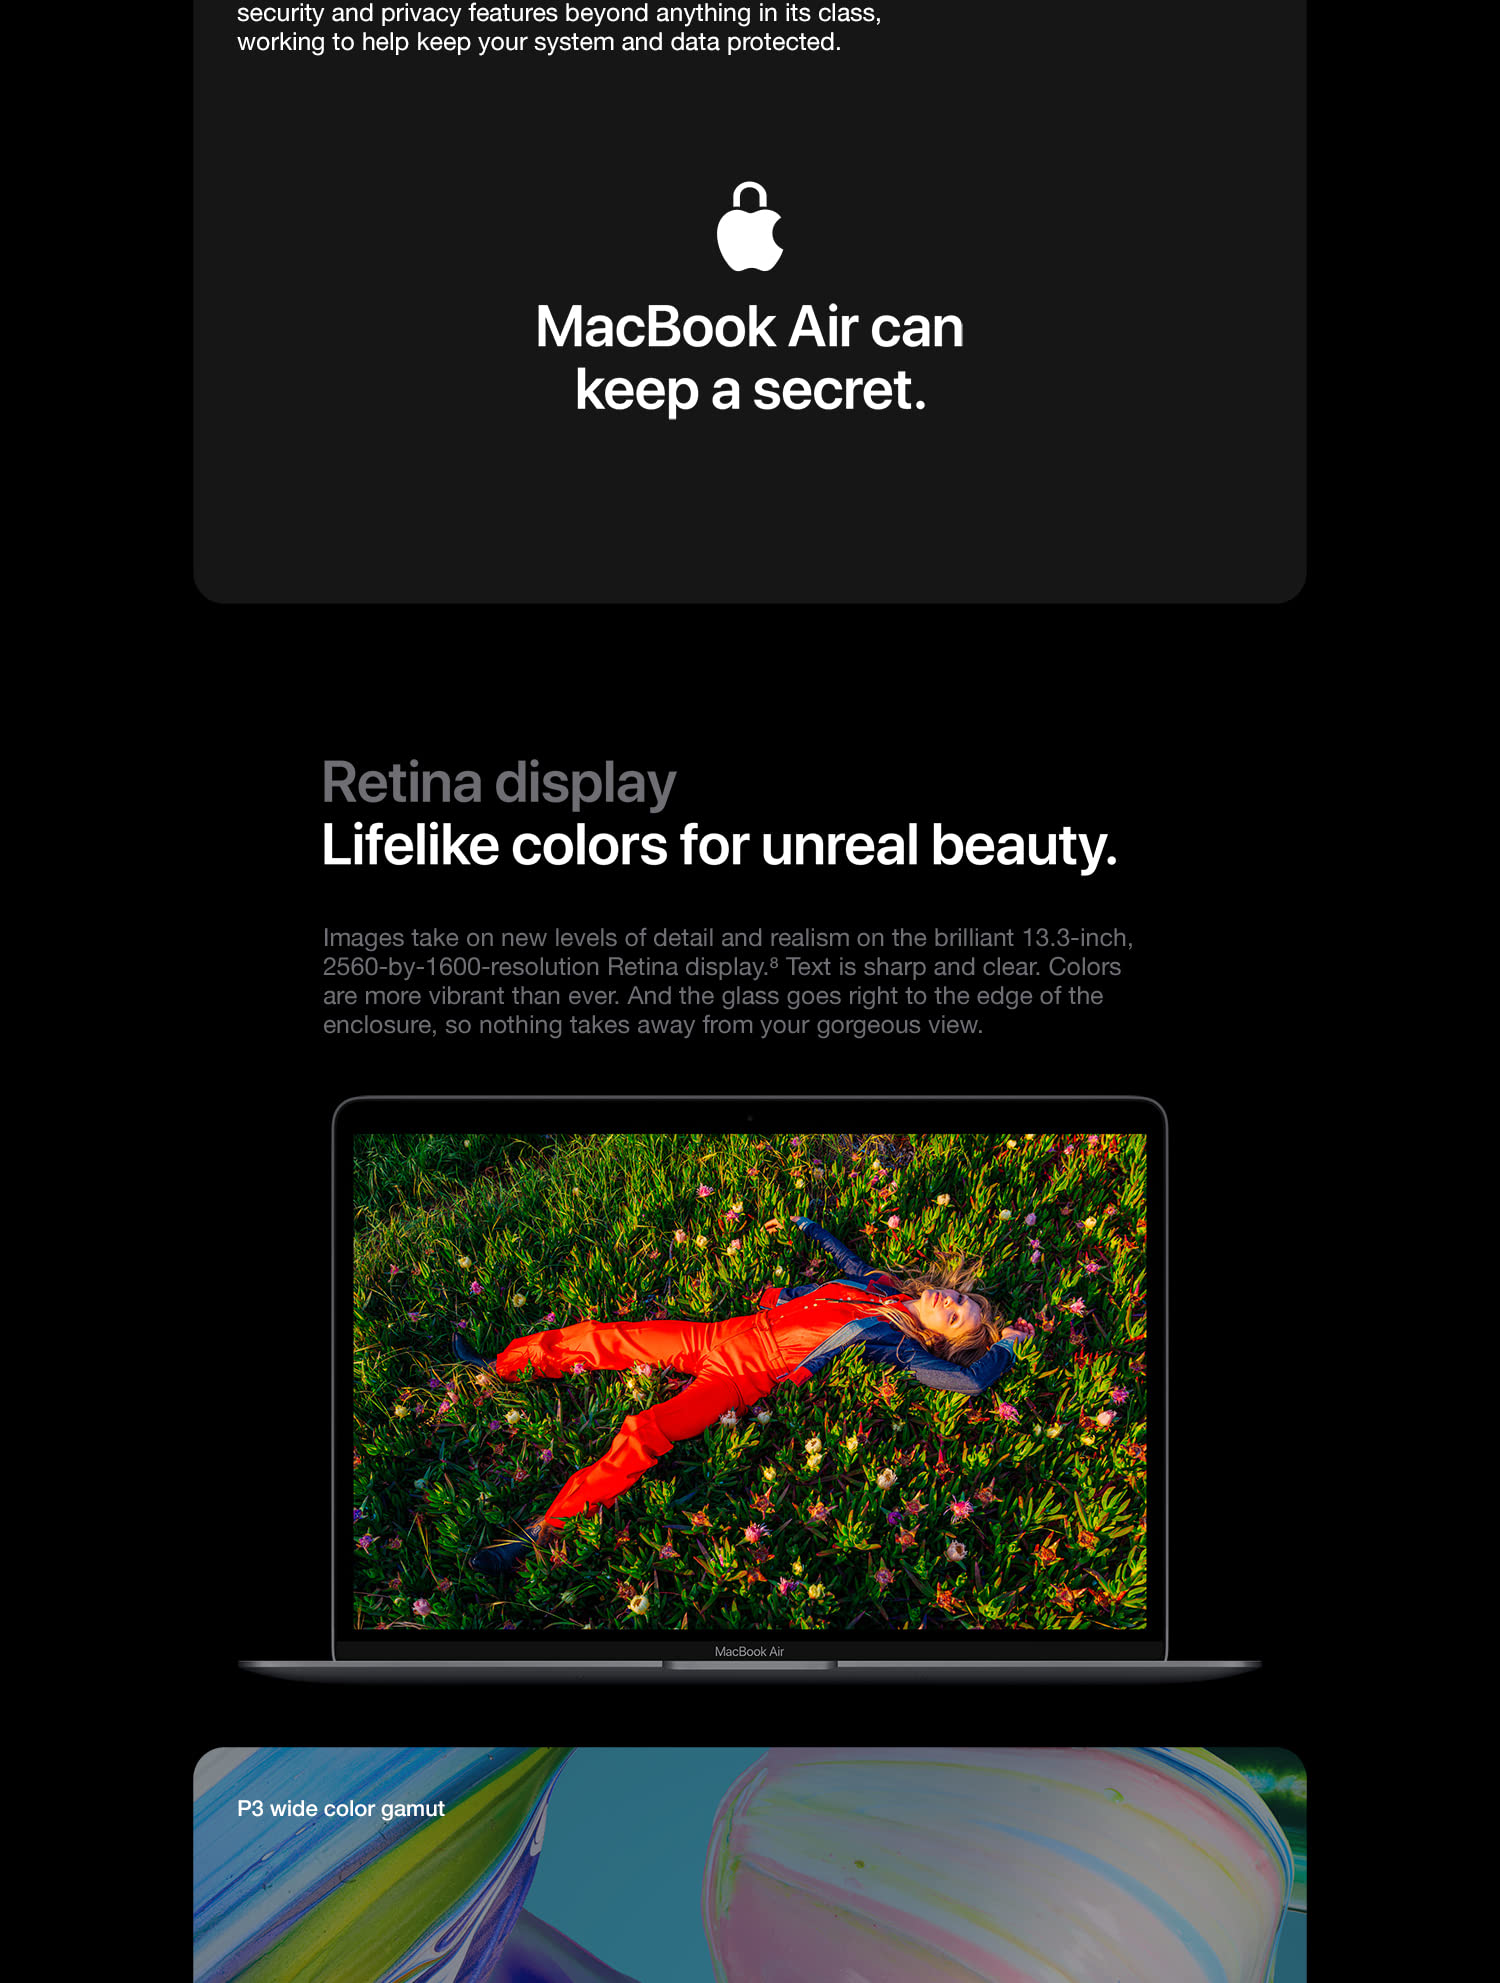 security and privacy features beyond anything in its class,
working to help keep your system and data protected.
MacBook Air can
keep a secret.
Retina display
Lifelike colors for unreal beauty.
Images take on new levels of detail and realism on the brilliant 13.3-inch,
2560-by-1600-resolution Retina display.⁸ Text is sharp and clear. Colors
are more vibrant than ever. And the glass goes right to the edge of the
enclosure, so nothing takes away from your gorgeous view.
MacBook Air
P3 wide color gamut